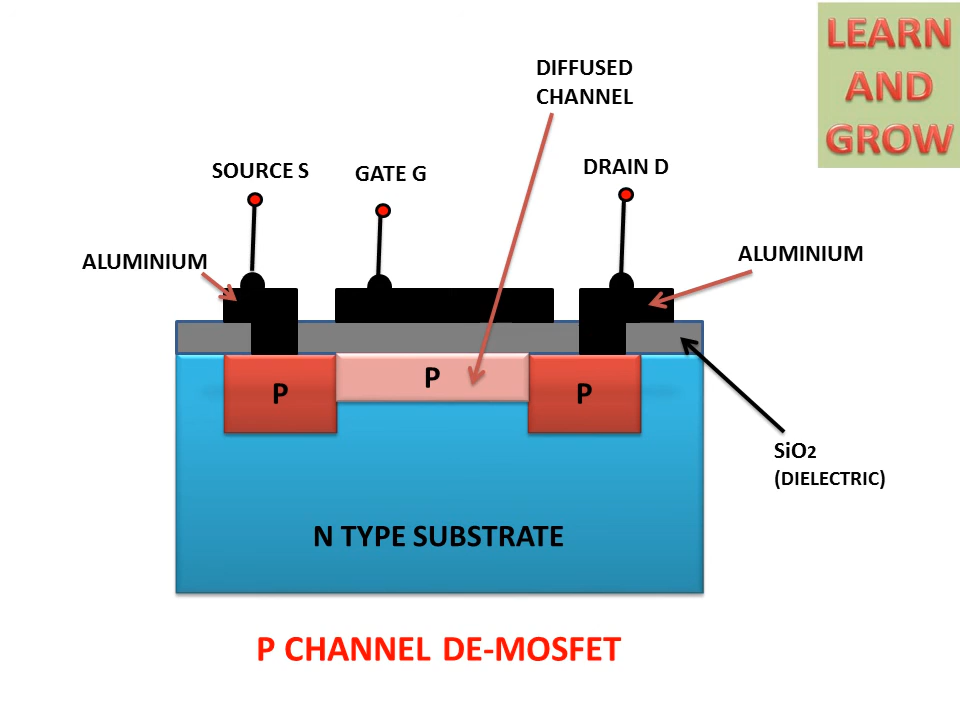 LEARN
AND
GROW
DIFFUSED
CHANNEL
SOURCE S
GATE G
DRAIN D
ALUMINIUM
ALUMINIUM
P
P
P
SiO2
(DIELECTRIC)
N TYPE SUBSTRATE
P CHANNEL DE-MOSFET